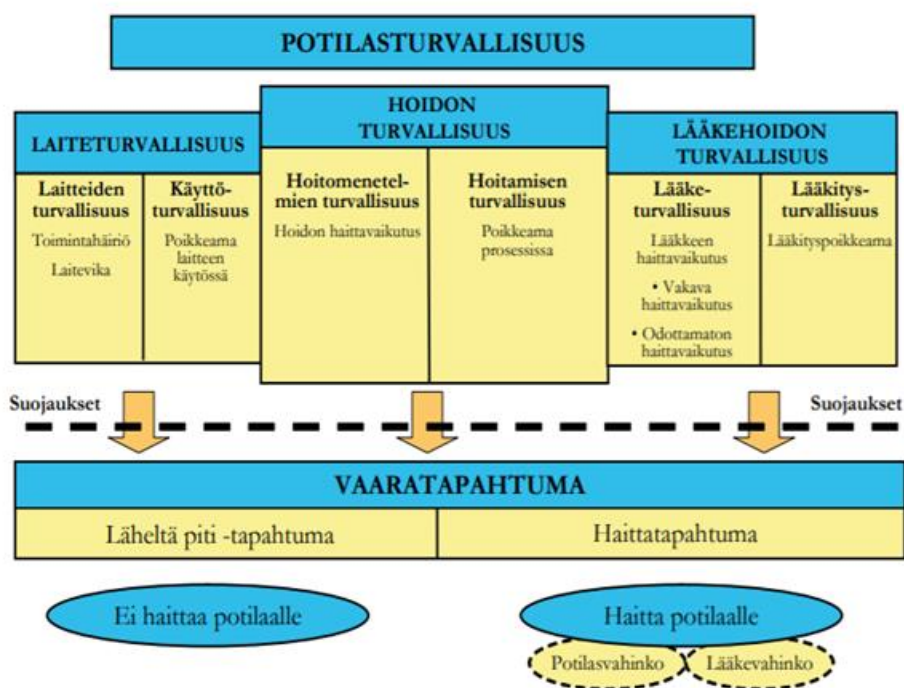 POTILASTURVALLISUUS
LAITETURVALLISUUS
Laitteiden
turvallisuus
Toimintahäiriö
Laitevika
Käyttö-
turvallisuus
Poikkeama
laitteen
käytössä
HOIDON
TURVALLISUUS
Hoitomenetel-
mien turvallisuus
Hoidon haittavaikutus
Hoitamisen
turvallisuus
Poikkeama
prosessissa
LÄÄKEHOIDON
TURVALLISUUS
Lääke-
turvallisuus
Lääkkeen
haittavaikutus
• Vakava
haittavaikutus
• Odottamaton
haittavaikutus
Lääkitys-
turvallisuus
Lääkityspoikkeama
Suojaukset
Suojaukset
VAARATAPAHTUMA
Läheltä piti -tapahtuma
Haittatapahtuma
Ei haittaa potilaalle
Haitta potilaalle
Potilasvahinko
Lääkevahinko